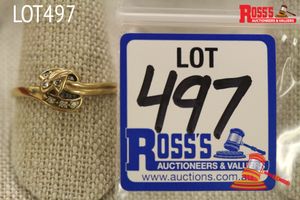 LOT497
ROSS'S
AUCTIONEERS & VALUERS
LOT
497
ROSS'S
AUCTIONEERS & VALUERS
www.auctions.com.au